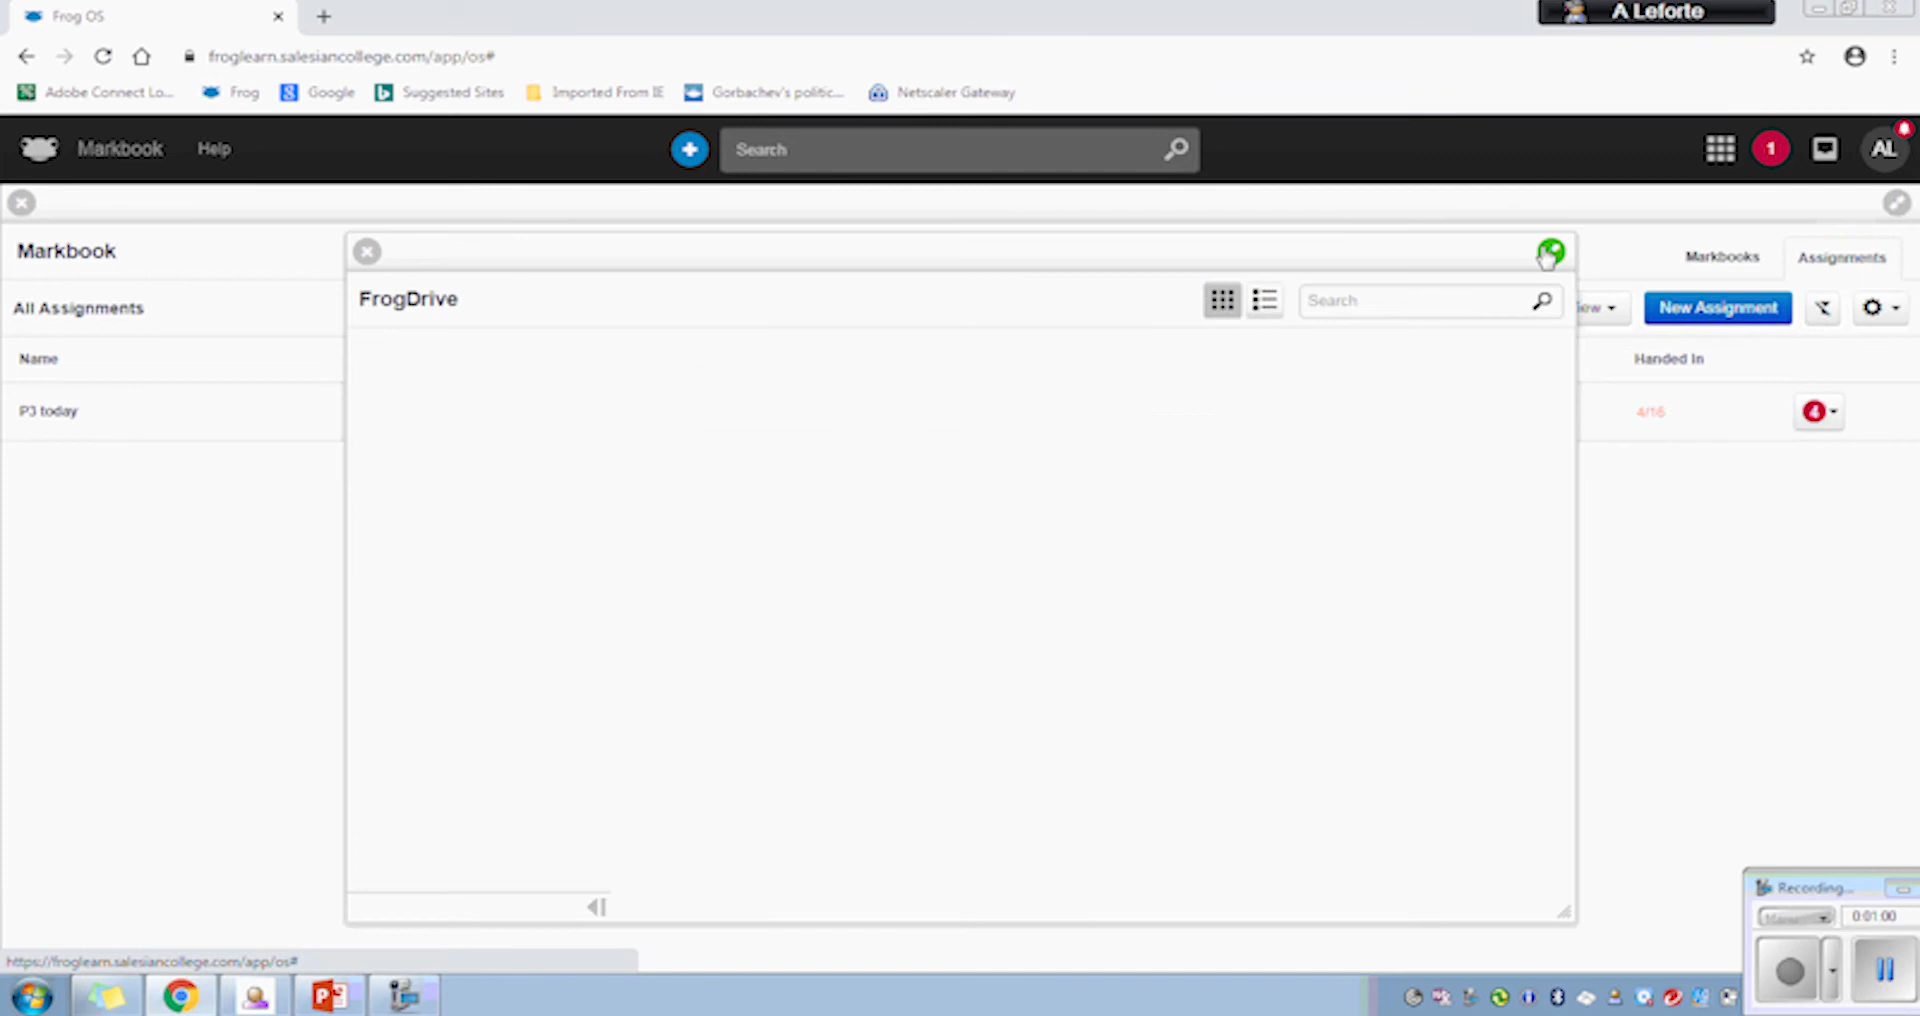 Frog OS
A Leforte
froglearn.salesiancollege.com/app/os#
Adobe Connect Lo... Frog Google Suggested Sites Imported From IE Gorbachev's politic... Netscaler Gateway
Markbook Help Search 1 AL
Markbook Markbooks Assignments
FrogDrive Search
All Assignments New Assignment
Name Handed In
P3 today 4/16 4
Recording...
0:01:00
https://froglearn.salesiancollege.com/app/os#